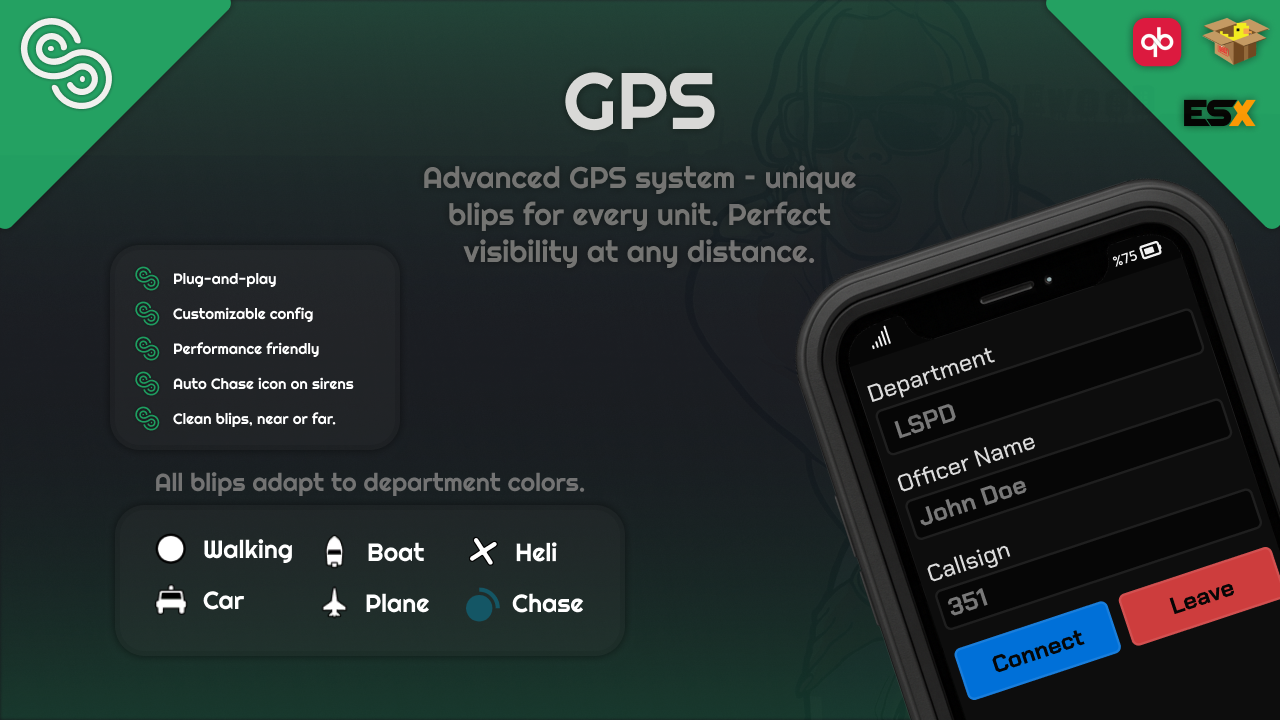 qb
ESX
GPS
Advanced GPS system - unique
blips for every unit. Perfect
visibility at any distance.
Plug-and-play
Customizable config
Performance friendly
Auto Chase icon on sirens
Clean blips, near or far.
All blips adapt to department colors.
Walking
Boat
Heli
Car
Plane
Chase
%75
Department
LSPD
Officer Name
John Doe
Callsign
351
Connect
Leave